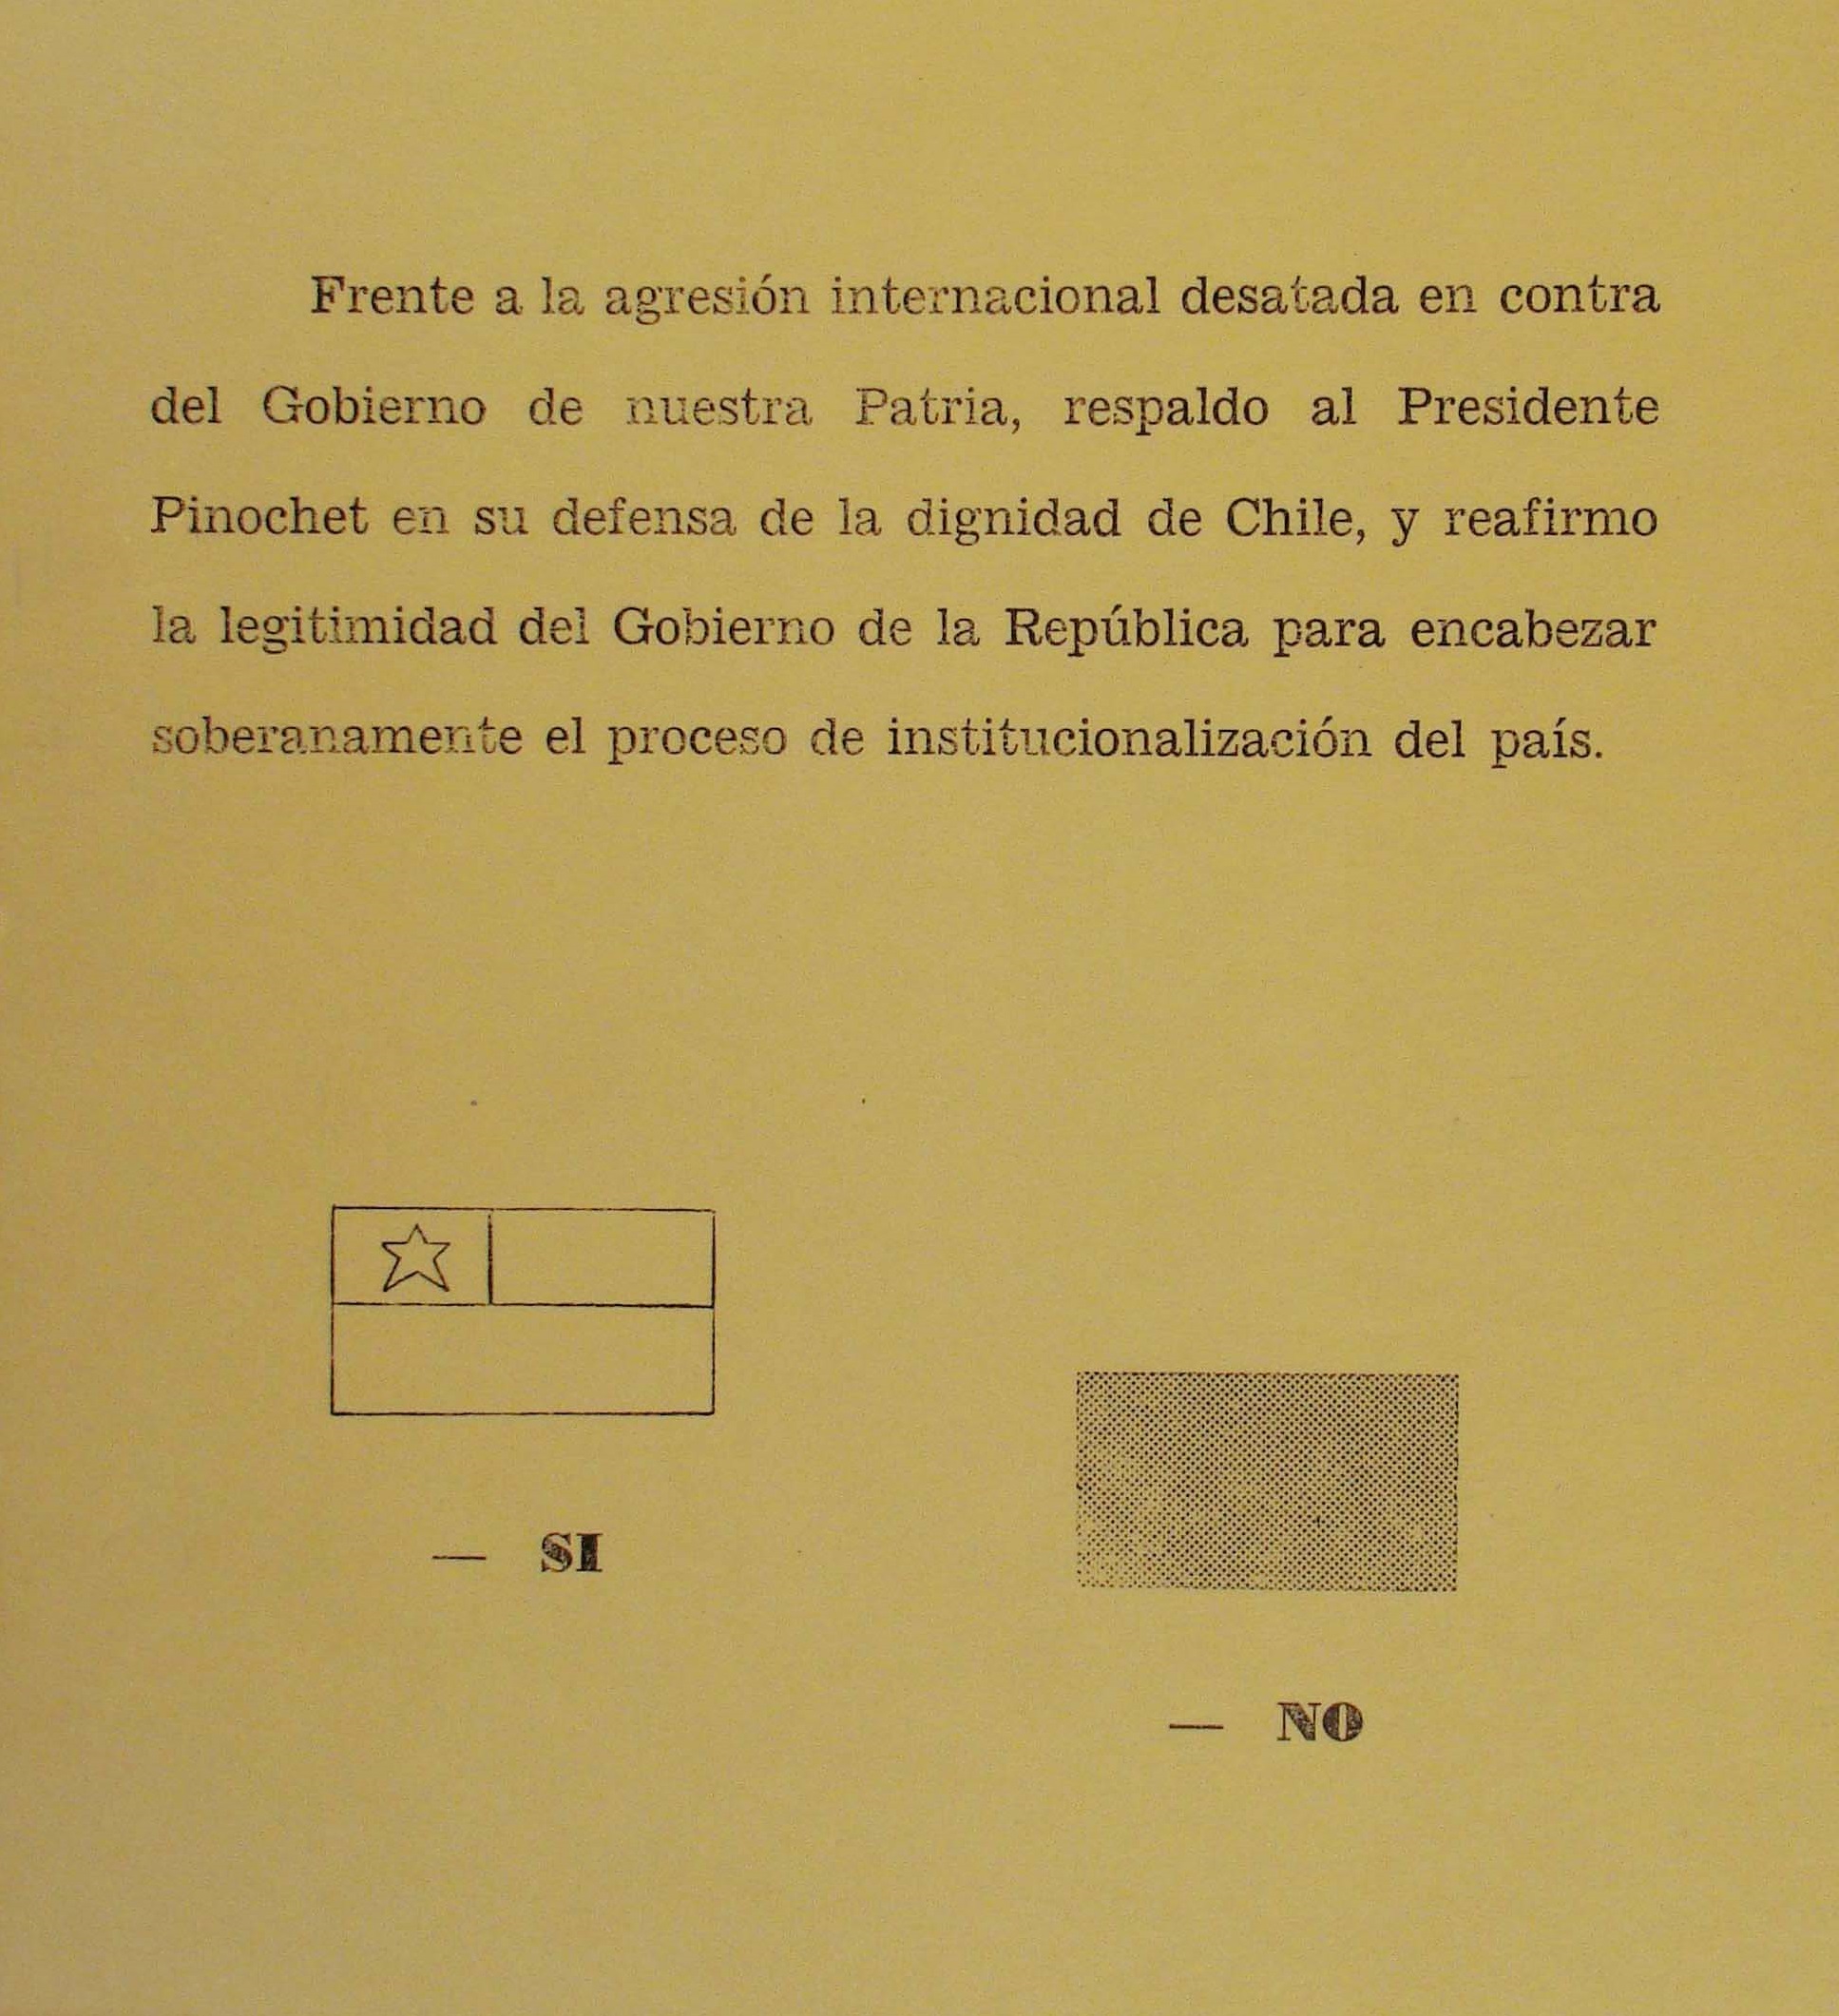 Frente a la agresión internacional desatada en contra
del Gobierno de nuestra Patria, respaldo al Presidente
Pinochet en su defensa de la dignidad de Chile, y reafirmo
la legitimidad del Gobierno de la República para encabezar
soberanamente el proceso de institucionalización del país.
— SI
— NO